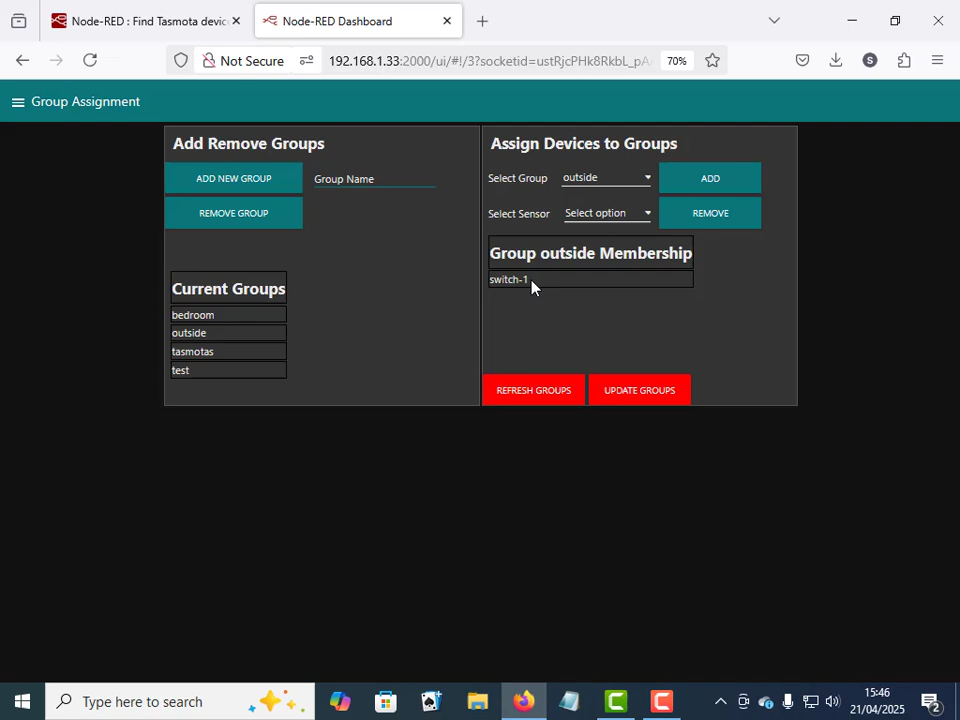 Node-RED : Find Tasmota device
Node-RED Dashboard
Not Secure
192.168.1.33:2000/ui/#!/3?socketid=ustRjcPHk8RkbL_pA
70%
S
Group Assignment
Add Remove Groups
ADD NEW GROUP
Group Name
REMOVE GROUP
Current Groups
bedroom
outside
tasmotas
test
Assign Devices to Groups
Select Group
outside
ADD
Select Sensor
Select option
REMOVE
Group outside Membership
switch-1
REFRESH GROUPS
UPDATE GROUPS
Type here to search
15:46
21/04/2025
2